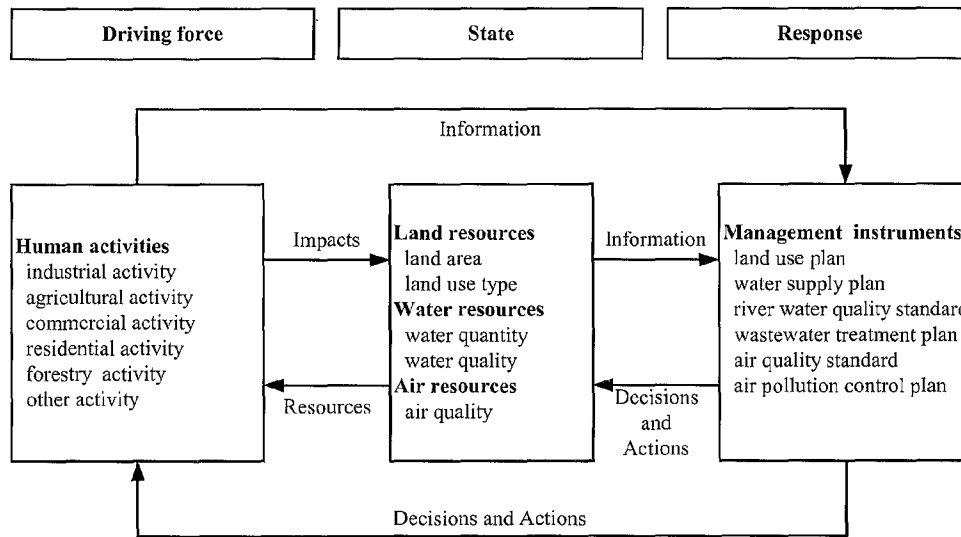 Driving force
State
Response
Information
Human activities
industrial activity
agricultural activity
commercial activity
residential activity
forestry activity
other activity
Impacts
Resources
Land resources
land area
land use type
Water resources
water quantity
water quality
Air resources
air quality
Information
Decisions
and
Actions
Management instruments
land use plan
water supply plan
river water quality standard
wastewater treatment plan
air quality standard
air pollution control plan
Decisions and Actions